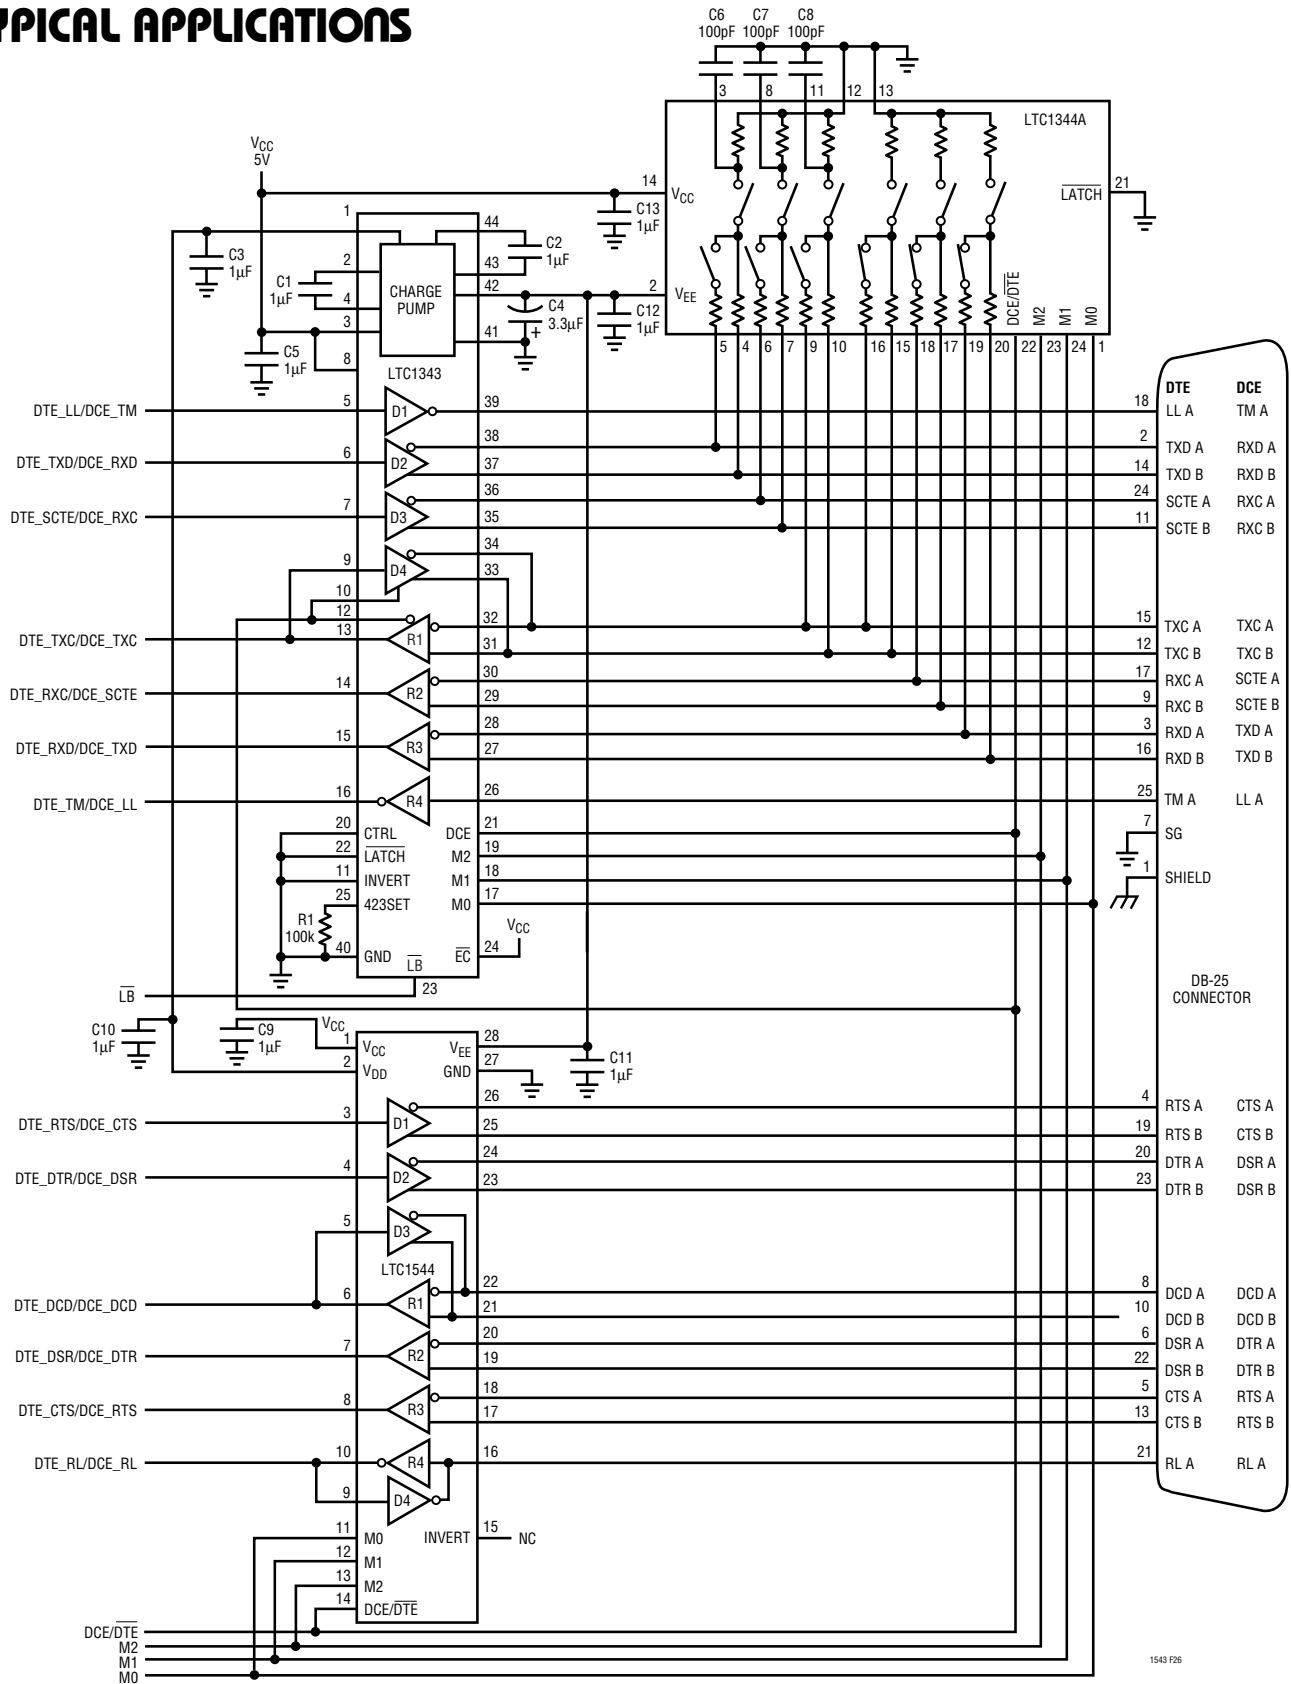 TYPICAL APPLICATIONS
C6 C7 C8
100pF 100pF 100pF
3 8 11 12 13
LTC1344A
VCC
5V
14 VCC
LATCH 21
C13
1µF
1 44
C3
1µF
C2
1µF
2 43
C1
1µF
CHARGE
PUMP
42
2 VEE
4
C4
3.3µF
+
C12
1µF
DCE/DTE M2 M1 M0
3 41
C5
1µF
8
5 4 6 7 9 10 16 15 18 17 19 20 22 23 24 1
LTC1343
DTE DCE
DTE_LL/DCE_TM 5 D1 39 18 LL A TM A
38 2 TXD A RXD A
DTE_TXD/DCE_RXD 6 D2 37 14 TXD B RXD B
36 24 SCTE A RXC A
DTE_SCTE/DCE_RXC 7 D3 35 11 SCTE B RXC B
34
9 D4 33
10
12 32 15 TXC A TXC A
DTE_TXC/DCE_TXC 13 R1 31 12 TXC B TXC B
30 17 RXC A SCTE A
DTE_RXC/DCE_SCTE 14 R2 29 9 RXC B SCTE B
28 3 RXD A TXD A
DTE_RXD/DCE_TXD 15 R3 27 16 RXD B TXD B
DTE_TM/DCE_LL 16 R4 26 25 TM A LL A
20 CTRL DCE 21 7 SG
22 LATCH M2 19
11 INVERT M1 18 1 SHIELD
25 423SET M0 17
R1
100k
VCC
40 GND EC 24
LB
23
LB
DB-25
CONNECTOR
C10
1µF
C9
1µF
VCC
1 VCC VEE 28
2 VDD GND 27
C11
1µF
26 4 RTS A CTS A
DTE_RTS/DCE_CTS 3 D1 25 19 RTS B CTS B
24 20 DTR A DSR A
DTE_DTR/DCE_DSR 4 D2 23 23 DTR B DSR B
5 D3
LTC1544
22 8 DCD A DCD A
DTE_DCD/DCE_DCD 6 R1 21 10 DCD B DCD B
20 6 DSR A DTR A
DTE_DSR/DCE_DTR 7 R2 19 22 DSR B DTR B
18 5 CTS A RTS A
DTE_CTS/DCE_RTS 8 R3 17 13 CTS B RTS B
DTE_RL/DCE_RL 10 R4 16 21 RL A RL A
9 D4
11 M0 INVERT 15 NC
12 M1
13 M2
14 DCE/DTE
DCE/DTE
M2
M1
M0
1543 F26